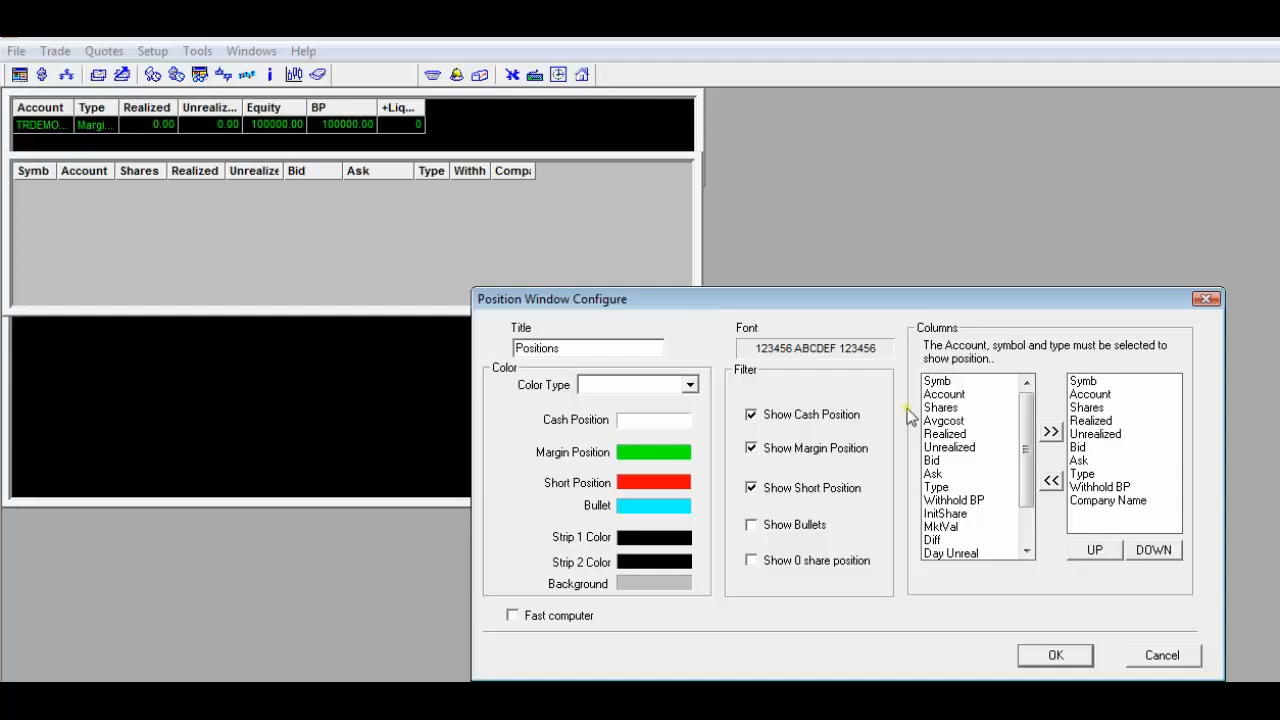 File Trade Quotes Setup Tools Windows Help
Account Type Realized Unrealiz... Equity BP +Liq...
TRDEMO... Margi... 0.00 0.00 100000.00 100000.00 0
Symb Account Shares Realized Unrealize Bid Ask Type Withh Compa
Position Window Configure
Title
Positions
Color
Color Type
Cash Position
Margin Position
Short Position
Bullet
Strip 1 Color
Strip 2 Color
Background
Fast computer
Font
123456 ABCDEF 123456
Filter
Show Cash Position
Show Margin Position
Show Short Position
Show Bullets
Show 0 share position
Columns
The Account, symbol and type must be selected to
show position..
Symb
Account
Shares
Avgcost
Realized
Unrealized
Bid
Ask
Type
Withhold BP
InitShare
MktVal
Diff
Day Unreal
>>
<<
Symb
Account
Shares
Realized
Unrealized
Bid
Ask
Type
Withhold BP
Company Name
UP DOWN
OK Cancel